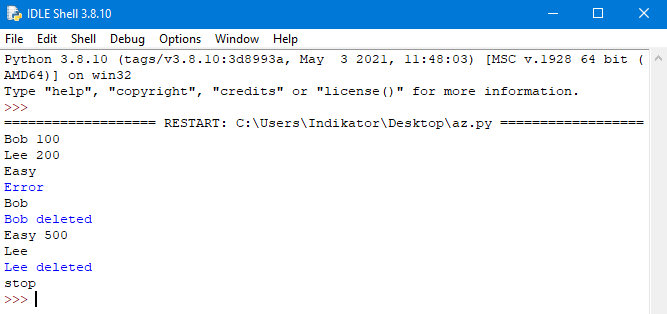 IDLE Shell 3.8.10
File Edit Shell Debug Options Window Help
Python 3.8.10 (tags/v3.8.10:3d8993a, May  3 2021, 11:48:03) [MSC v.1928 64 bit (
AMD64)] on win32
Type "help", "copyright", "credits" or "license()" for more information.
>>>
=================== RESTART: C:\Users\Indikator\Desktop\az.py ==================
Bob 100
Lee 200
Easy
Error
Bob
Bob deleted
Easy 500
Lee
Lee deleted
stop
>>>